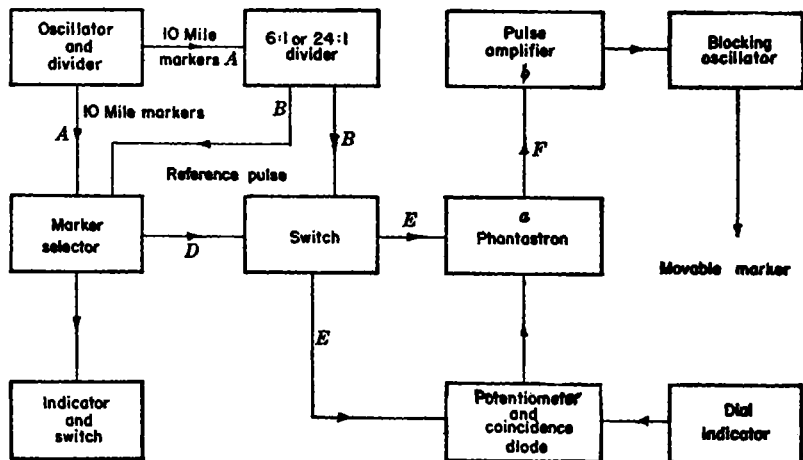 Oscillator
and
divider
10 Mile
markers A
6:1 or 24:1
divider
Pulse
amplifier
b
Blocking
oscillator
10 Mile markers
A
B
B
F
Reference pulse
Marker
selector
D
Switch
E
a
Phantastron
Movable marker
E
Indicator
and
switch
Potentiometer
and
coincidence
diode
Dial
indicator